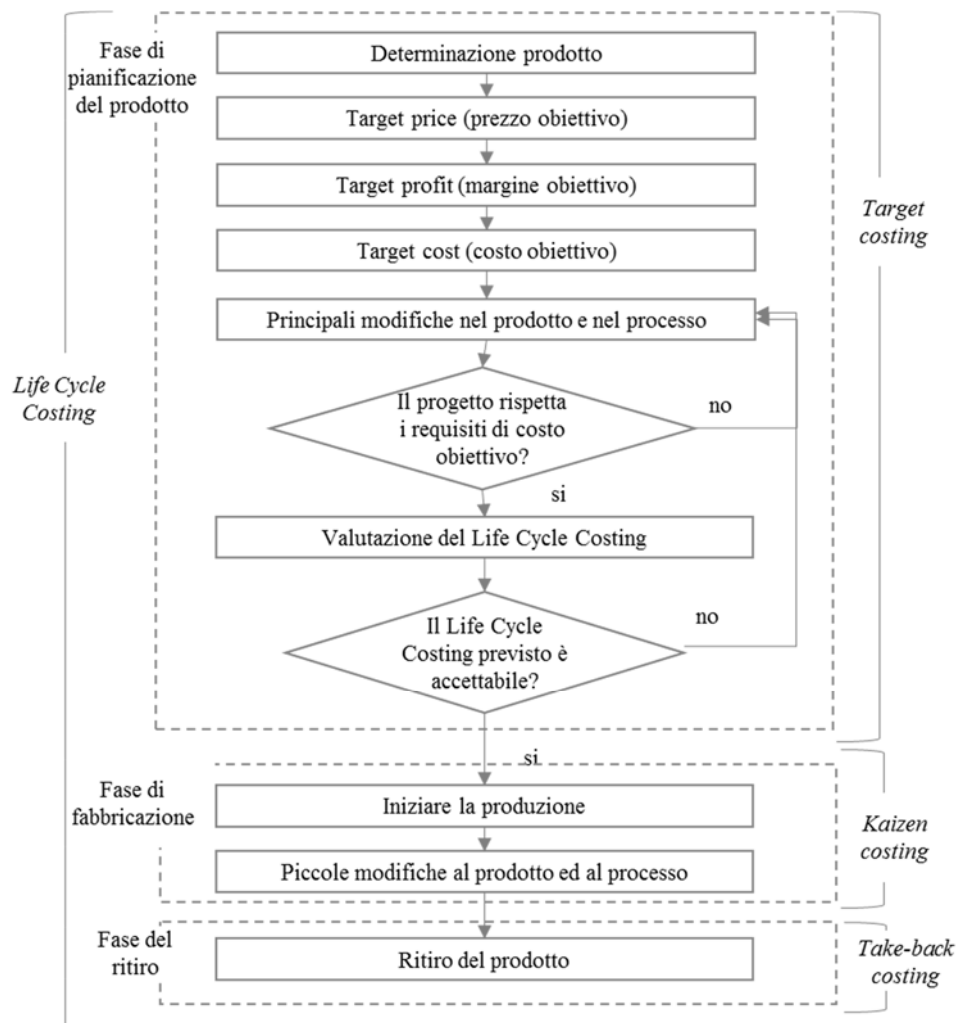 Fase di
pianificazione
del prodotto
Determinazione prodotto
Target price (prezzo obiettivo)
Target profit (margine obiettivo)
Target cost (costo obiettivo)
Principali modifiche nel prodotto e nel processo
Il progetto rispetta
i requisiti di costo
obiettivo?
no
si
Valutazione del Life Cycle Costing
Il Life Cycle
Costing previsto è
accettabile?
no
si
Target
costing
Life Cycle
Costing
Fase di
fabbricazione
Iniziare la produzione
Piccole modifiche al prodotto ed al processo
Kaizen
costing
Fase del
ritiro
Ritiro del prodotto
Take-back
costing